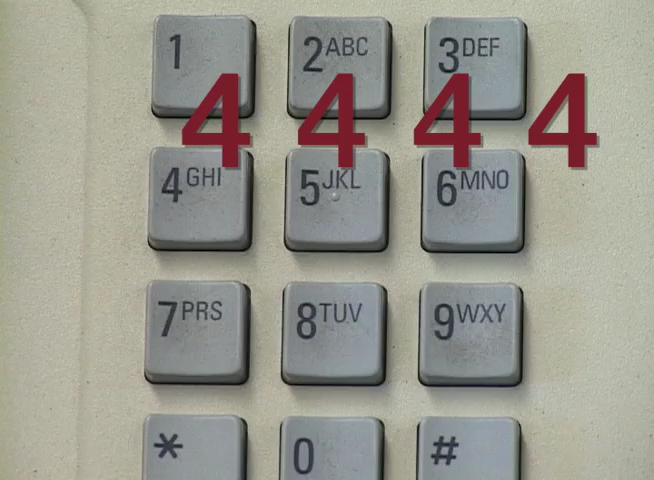 1 2ABC 3DEF
4 4 4 4
4GHI 5JKL 6MNO
7PRS 8TUV 9WXY
* 0 #